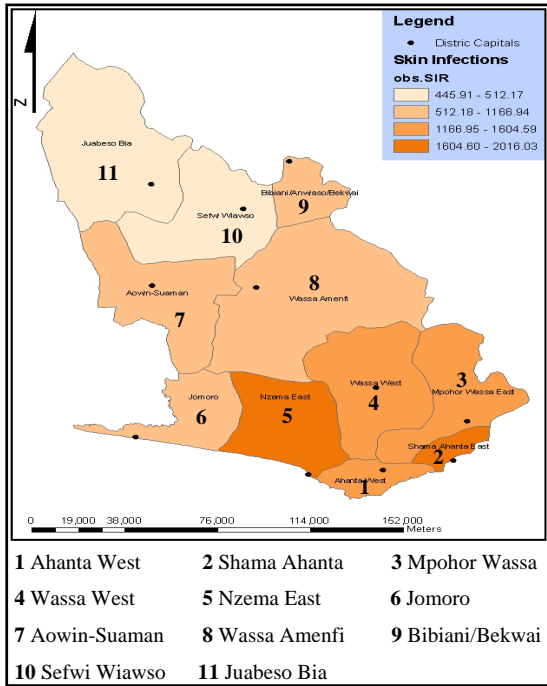 Legend
Distric Capitals
Skin Infections
obs.SIR
445.91 - 512.17
512.18 - 1166.94
1166.95 - 1604.59
1604.60 - 2016.03
Z
Juabeso Bia
11
Bibiani/Anwiaso/Bekwai
9
Sefwi Wiawso
10
8
Wassa Amenfi
Aowin-Suaman
7
3
Mpohor Wassa East
Wassa West
4
Jomoro
6
Nzema East
5
Shama Ahanta East
2
Ahanta West
1
0 19,000 38,000 76,000 114,000 152,000
Meters
1 Ahanta West 2 Shama Ahanta 3 Mpohor Wassa
4 Wassa West 5 Nzema East 6 Jomoro
7 Aowin-Suaman 8 Wassa Amenfi 9 Bibiani/Bekwai
10 Sefwi Wiawso 11 Juabeso Bia